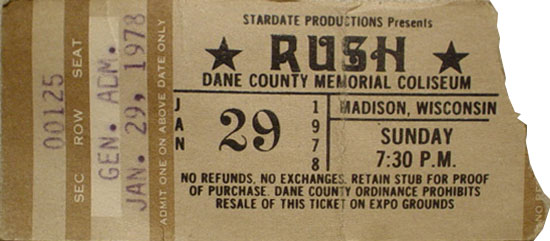 STARDATE PRODUCTIONS Presents
★ RUSH ★
DANE COUNTY MEMORIAL COLISEUM
JAN 29 1978
MADISON, WISCONSIN
SUNDAY
7:30 P.M.
NO REFUNDS, NO EXCHANGES. RETAIN STUB FOR PROOF
OF PURCHASE. DANE COUNTY ORDINANCE PROHIBITS
RESALE OF THIS TICKET ON EXPO GROUNDS
SEC ROW SEAT
00125
GEN. ADM.
JAN. 29, 1978
ADMIT ONE ON ABOVE DATE ONLY